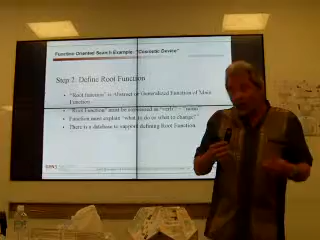 Function Oriented Search Example: "Cosmetic Device"
Step 2. Define Root Function
• "Root function" is Abstract or Generalized Function of Main
Function
• "Root Function" must be expressed as "verb" + "noun"
• Function must explain "what to do or what to change"
• There is a database to support defining Root Function